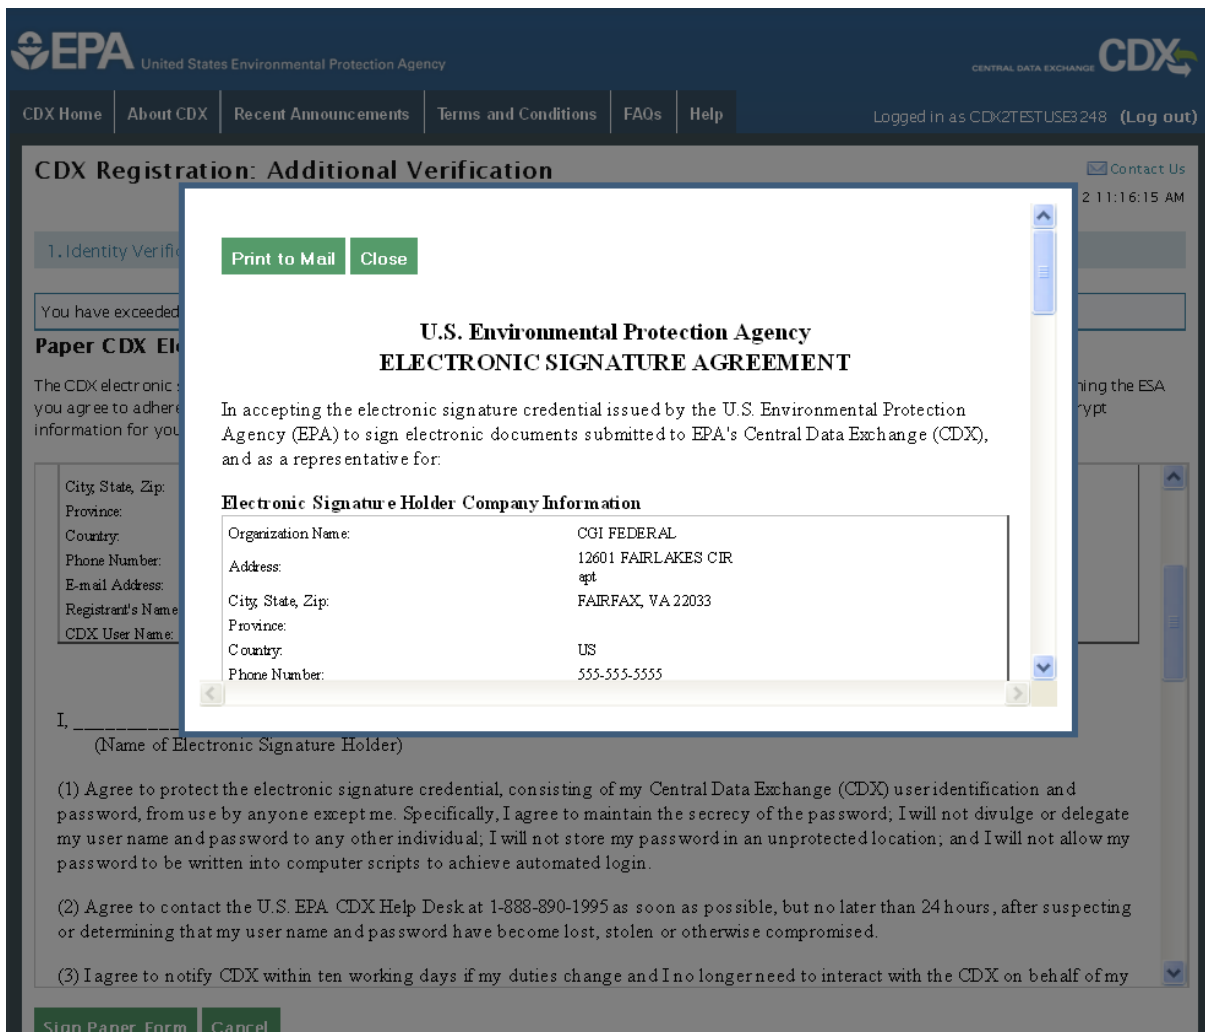 EPA United States Environmental Protection Agency
CENTRAL DATA EXCHANGE CDX
CDX Home About CDX Recent Announcements Terms and Conditions FAQs Help Logged in as CDX2TESTUSE3248 (Log out)
CDX Registration: Additional Verification
Contact Us
2 11:16:15 AM
1. Identity
You have exceeded
Paper CDX
The CDX electronic
you agree to adhere
information for you
ning the ESA
rypt
Print to Mail Close
U.S. Environmental Protection Agency
ELECTRONIC SIGNATURE AGREEMENT
In accepting the electronic signature credential issued by the U.S. Environmental Protection
Agency (EPA) to sign electronic documents submitted to EPA's Central Data Exchange (CDX),
and as a representative for:
Electronic Signature Holder Company Information
Organization Name: CGI FEDERAL
Address: 12601 FAIRLAKES CIR
apt
City, State, Zip: FAIRFAX, VA 22033
Province:
Country: US
Phone Number: 555-555-5555
City, State, Zip:
Province:
Country:
Phone Number:
E-mail Address:
Registrant's Name
CDX User Name:
I, ___________
(Name of Electronic Signature Holder)
(1) Agree to protect the electronic signature credential, consisting of my Central Data Exchange (CDX) user identification and
password, from use by anyone except me. Specifically, I agree to maintain the secrecy of the password; I will not divulge or delegate
my user name and password to any other individual; I will not store my password in an unprotected location; and I will not allow my
password to be written into computer scripts to achieve automated login.
(2) Agree to contact the U.S. EPA CDX Help Desk at 1-888-890-1995 as soon as possible, but no later than 24 hours, after suspecting
or determining that my user name and password have become lost, stolen or otherwise compromised.
(3) I agree to notify CDX within ten working days if my duties change and I no longer need to interact with the CDX on behalf of my
Sign Paper Form Cancel